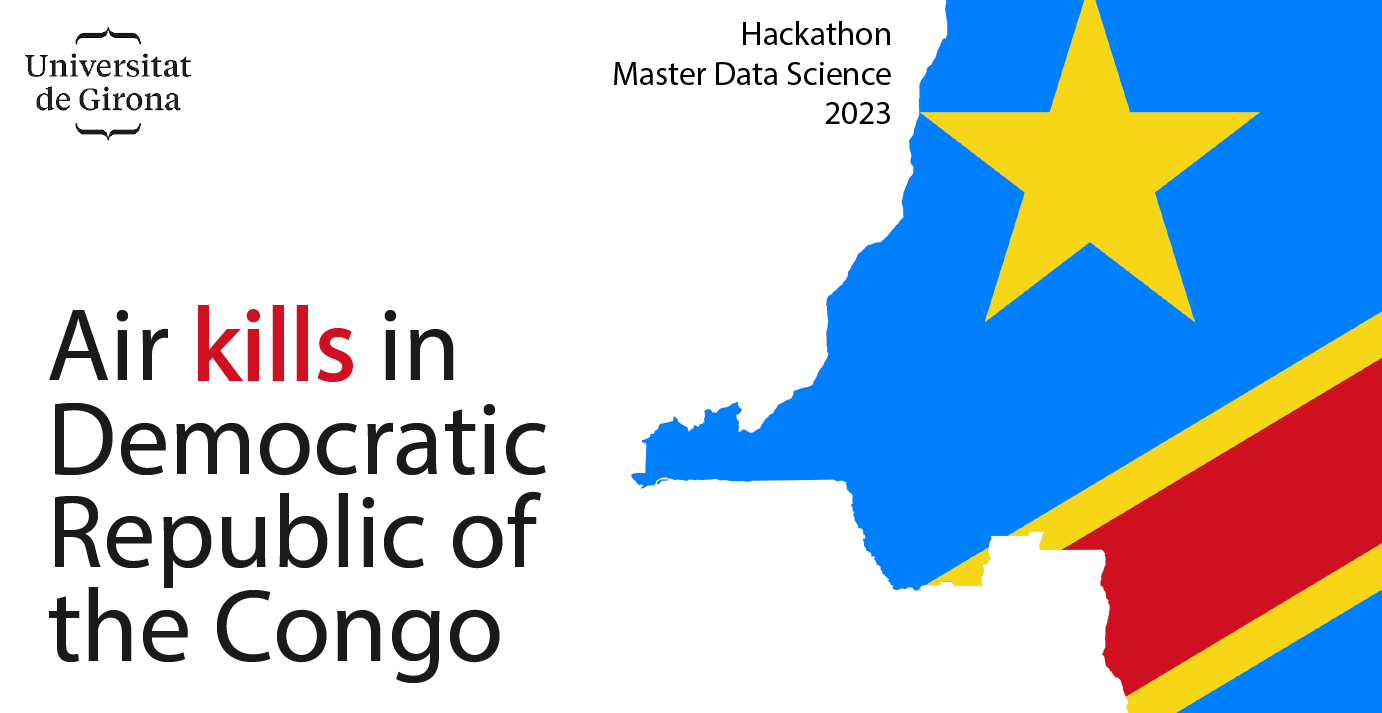 Universitat
de Girona
Hackathon
Master Data Science
2023
Air kills in
Democratic
Republic of
the Congo